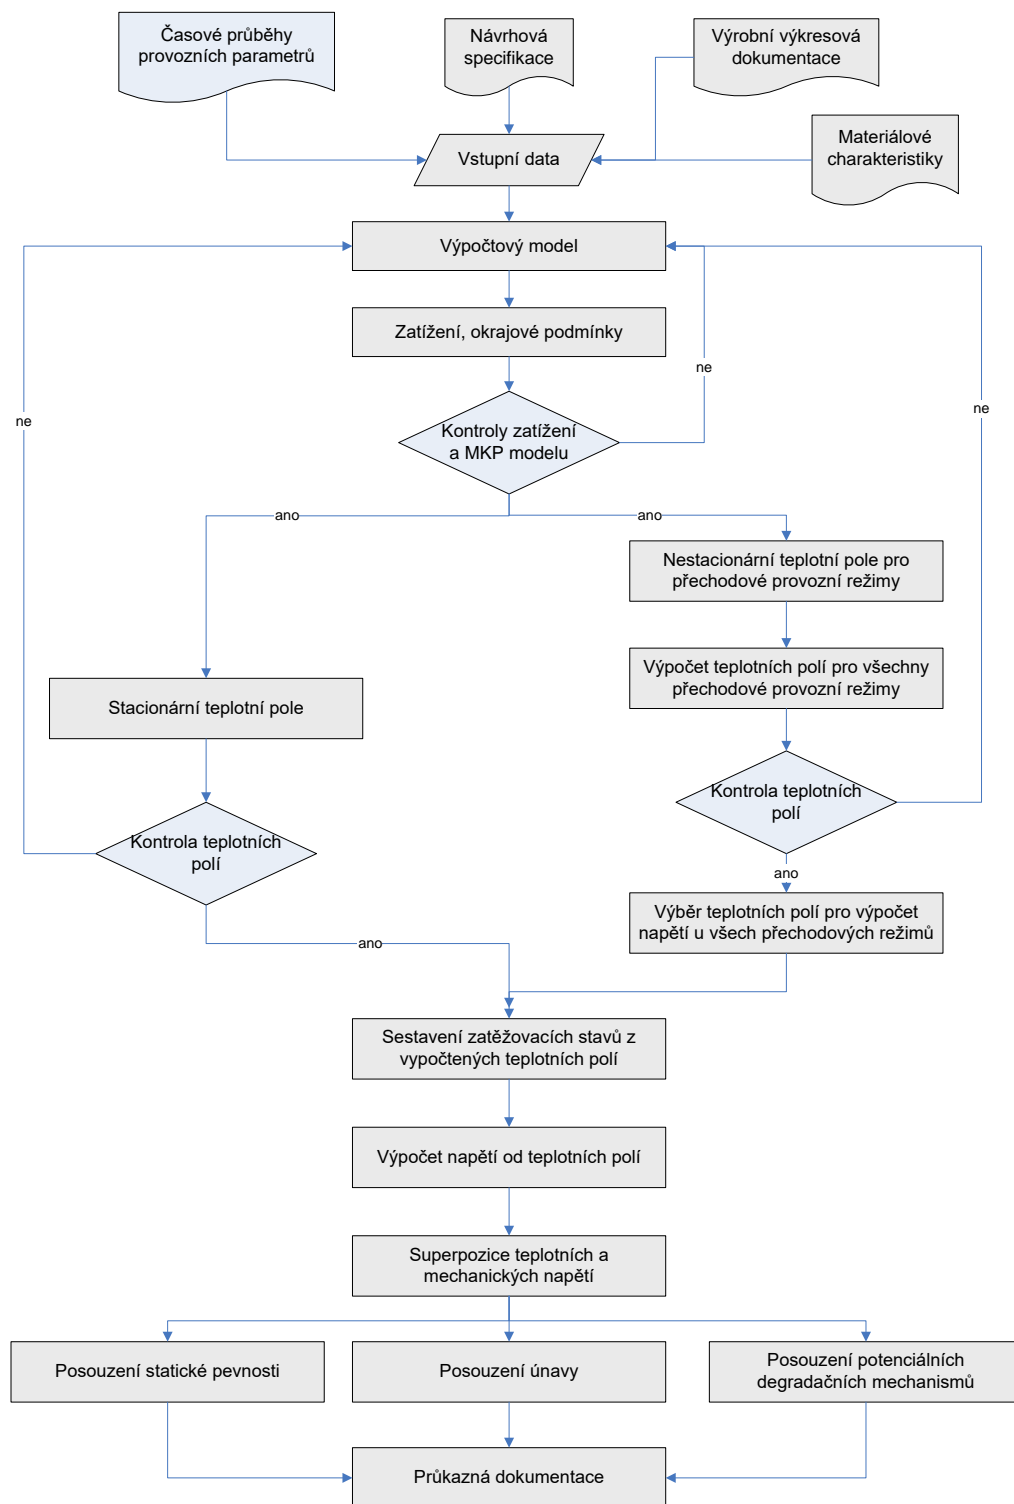 Časové průběhy
provozních parametrů
Návrhová
specifikace
Výrobní výkresová
dokumentace
Materiálové
charakteristiky
Vstupní data
Výpočtový model
Zatížení, okrajové podmínky
ne
ne
ne
Kontroly zatížení
a MKP modelu
ano
ano
Nestacionární teplotní pole pro
přechodové provozní režimy
Výpočet teplotních polí pro všechny
přechodové provozní režimy
Stacionární teplotní pole
Kontrola teplotních
polí
Kontrola teplotních
polí
ano
Výběr teplotních polí pro výpočet
napětí u všech přechodových režimů
ano
Sestavení zatěžovacích stavů z
vypočtených teplotních polí
Výpočet napětí od teplotních polí
Superpozice teplotních a
mechanických napětí
Posouzení statické pevnosti
Posouzení únavy
Posouzení potenciálních
degradačních mechanismů
Průkazná dokumentace